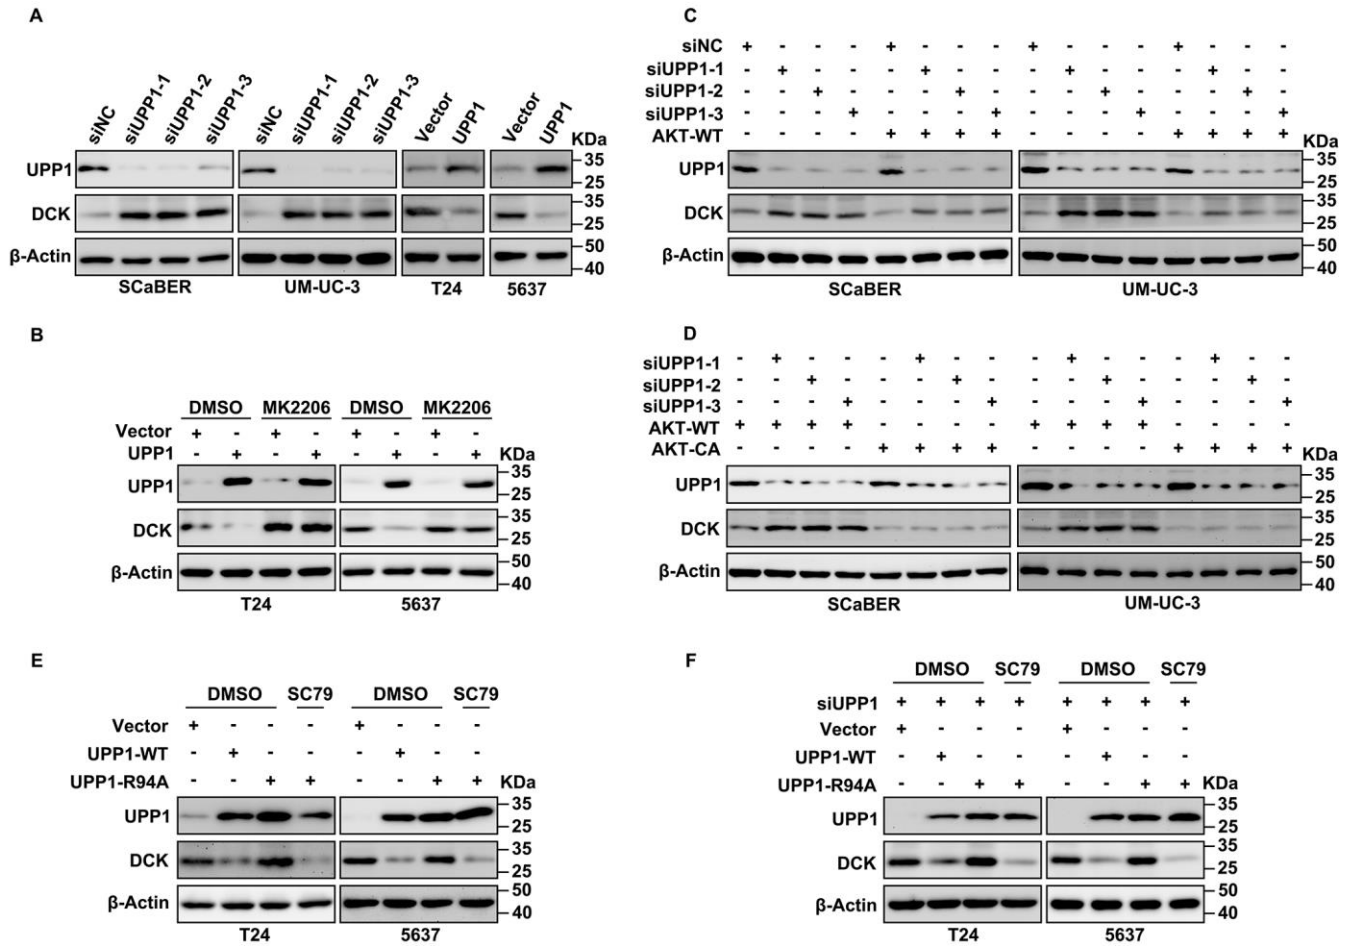 A
siNC siUPP1-1 siUPP1-2 siUPP1-3 siNC siUPP1-1 siUPP1-2 siUPP1-3 Vector UPP1 Vector UPP1 KDa
UPP1 35
25
DCK 35
25
β-Actin 50
40
SCaBER UM-UC-3 T24 5637
B
DMSO MK2206 DMSO MK2206
Vector + - + - + - + -
UPP1 - + - + - + - + KDa
UPP1 35
25
DCK 35
25
β-Actin 50
40
T24 5637
C
siNC + - - - + - - - + - - - + - - -
siUPP1-1 - + - - - + - - - + - - - + - -
siUPP1-2 - - + - - - + - - - + - - - + -
siUPP1-3 - - - + - - - + - - - + - - - +
AKT-WT - - - - + + + + - - - - + + + + KDa
UPP1 35
25
DCK 35
25
β-Actin 50
40
SCaBER UM-UC-3
D
siUPP1-1 - + - - - + - - - + - - - + - -
siUPP1-2 - - + - - - + - - - + - - - + -
siUPP1-3 - - - + - - - + - - - + - - - +
AKT-WT + + + + - - - - + + + + - - - -
AKT-CA - - - - + + + + - - - - + + + + KDa
UPP1 35
25
DCK 35
25
β-Actin 50
40
SCaBER UM-UC-3
E
DMSO SC79 DMSO SC79
Vector + - - - + - - -
UPP1-WT - + - - - + - -
UPP1-R94A - - + + - - + + KDa
UPP1 35
25
DCK 35
25
β-Actin 50
40
T24 5637
F
DMSO SC79 DMSO SC79
siUPP1 + + + + + + + +
Vector + - - - + - - -
UPP1-WT - + - - - + - -
UPP1-R94A - - + + - - + + KDa
UPP1 35
25
DCK 35
25
β-Actin 50
40
T24 5637